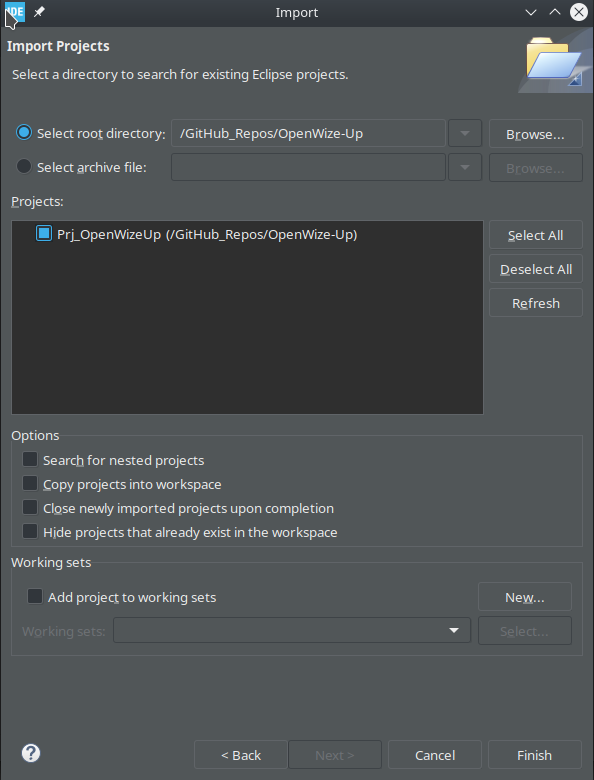 IDE
Import
Import Projects
Select a directory to search for existing Eclipse projects.
Select root directory: /GitHub_Repos/OpenWize-Up Browse...
Select archive file: Browse...
Projects:
Prj_OpenWizeUp (/GitHub_Repos/OpenWize-Up)
Select All
Deselect All
Refresh
Options
Search for nested projects
Copy projects into workspace
Close newly imported projects upon completion
Hide projects that already exist in the workspace
Working sets
Add project to working sets New...
Working sets: Select...
? < Back Next > Cancel Finish